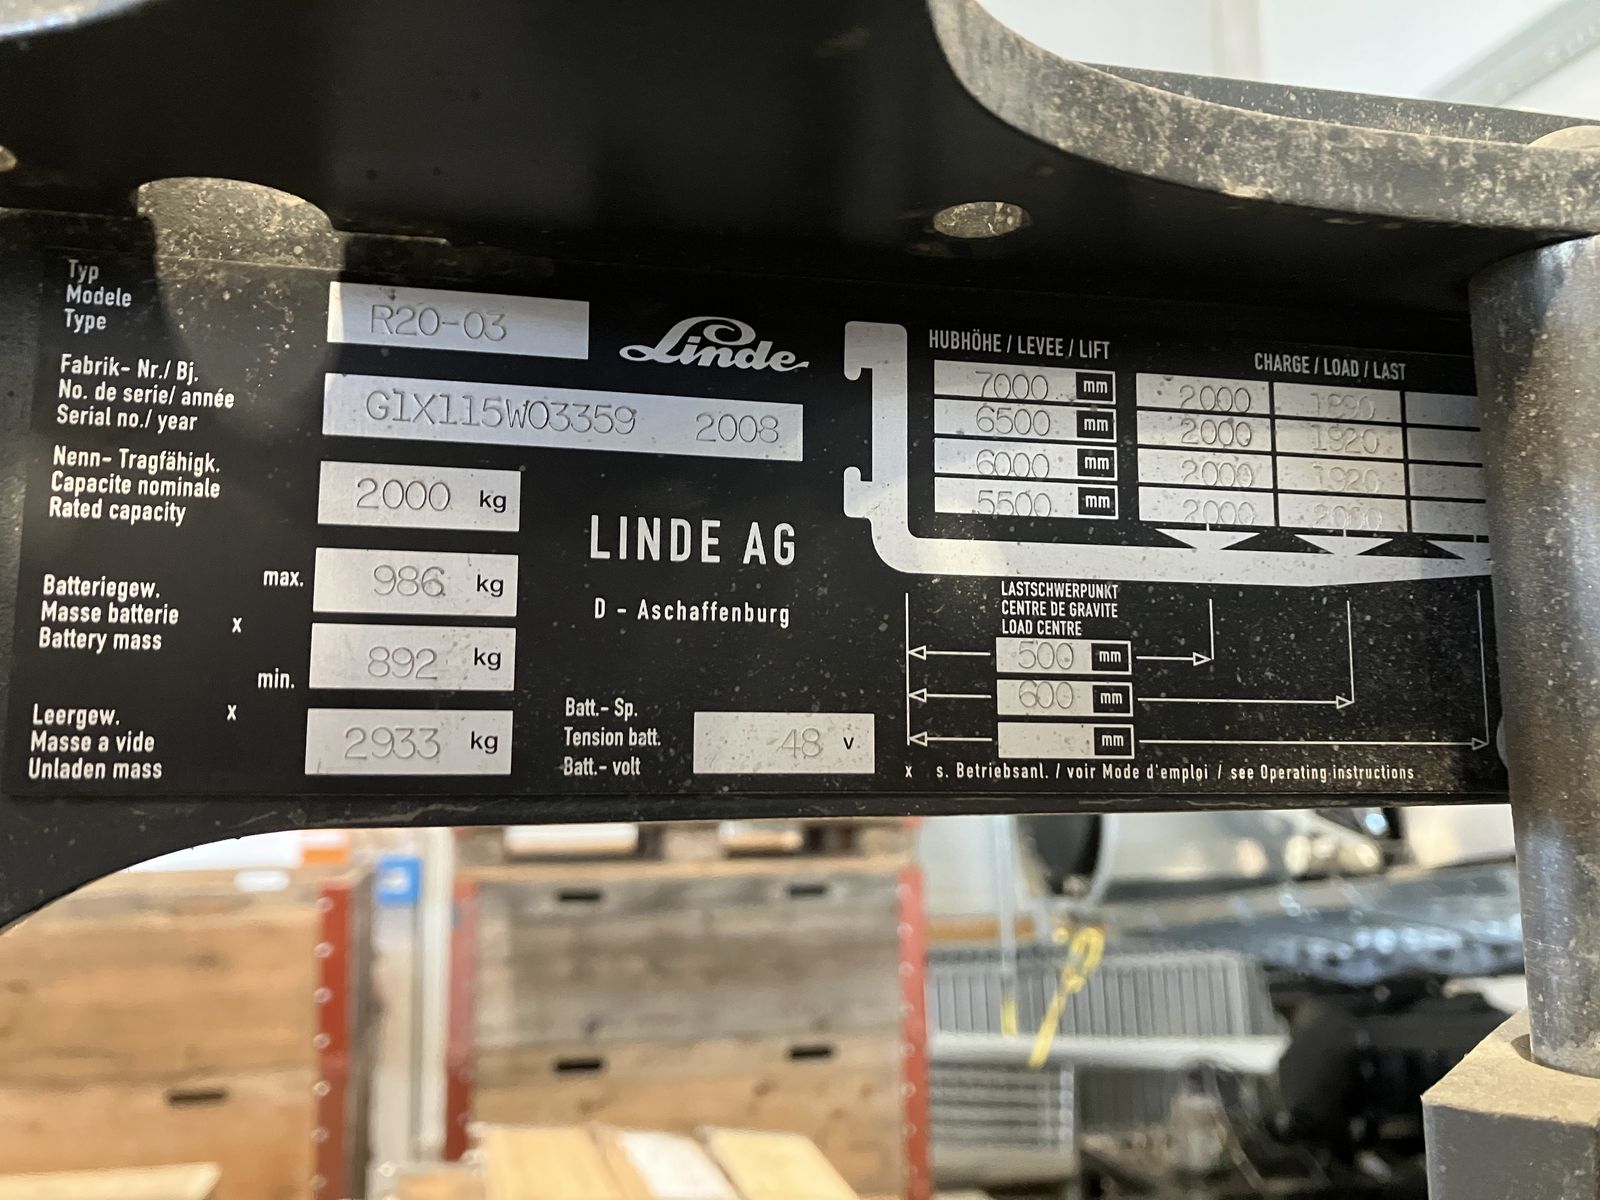 Typ
Modele
Type
R20-03
Linde
Fabrik- Nr./ Bj.
No. de serie/ année
Serial no./ year
G1X115W03359 2008
Nenn- Tragfähigk.
Capacite nominale
Rated capacity
2000 kg
LINDE AG
D - Aschaffenburg
Batteriegew.
Masse batterie
Battery mass
x
max.
986 kg
min.
892 kg
Leergew.
Masse a vide
Unladen mass
x
2933 kg
Batt.- Sp.
Tension batt.
Batt.- volt
48 v
HUBHÖHE / LEVEE / LIFT
CHARGE / LOAD / LAST
7000 mm 2000 1890
6500 mm 2000 1920
6000 mm 2000 1920
5500 mm 2000 2000
LASTSCHWERPUNKT
CENTRE DE GRAVITE
LOAD CENTRE
500 mm
600 mm
mm
x s. Betriebsanl. / voir Mode d'emploi / see Operating instructions